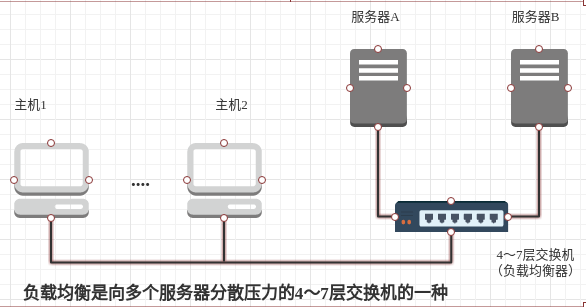 服务器A
服务器B
主机1
主机2
....
4～7层交换机
（负载均衡器）
负载均衡是向多个服务器分散压力的4～7层交换机的一种